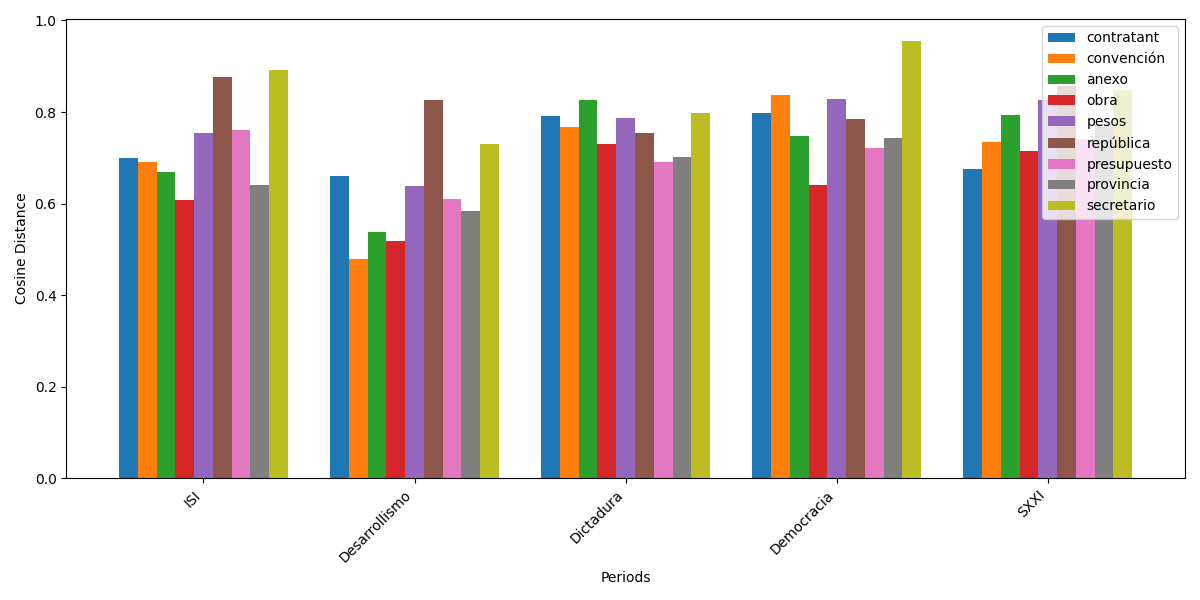 1.0
0.8
0.6
0.4
0.2
0.0
Cosine Distance
contratant
convención
anexo
obra
pesos
república
presupuesto
provincia
secretario
ISI
Desarrollismo
Dictadura
Democracia
SXXI
Periods